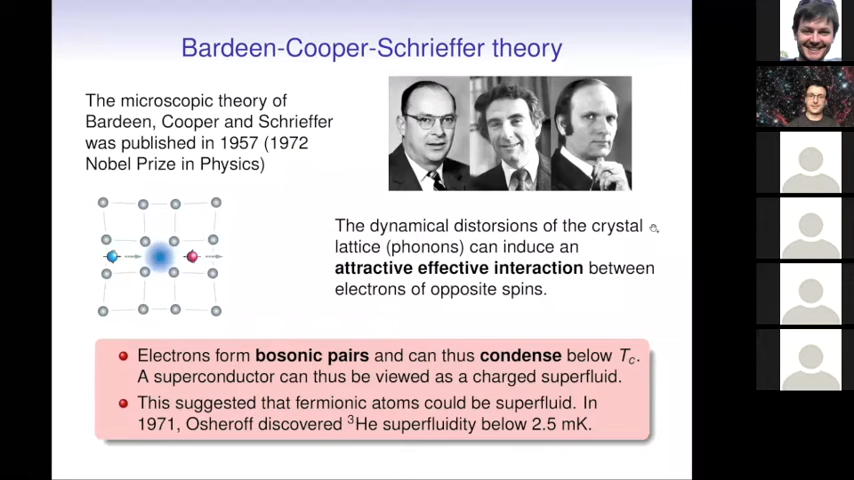 Bardeen-Cooper-Schrieffer theory
The microscopic theory of
Bardeen, Cooper and Schrieffer
was published in 1957 (1972
Nobel Prize in Physics)
The dynamical distorsions of the crystal
lattice (phonons) can induce an
attractive effective interaction between
electrons of opposite spins.
Electrons form bosonic pairs and can thus condense below Tc.
A superconductor can thus be viewed as a charged superfluid.
This suggested that fermionic atoms could be superfluid. In
1971, Osheroff discovered ³He superfluidity below 2.5 mK.